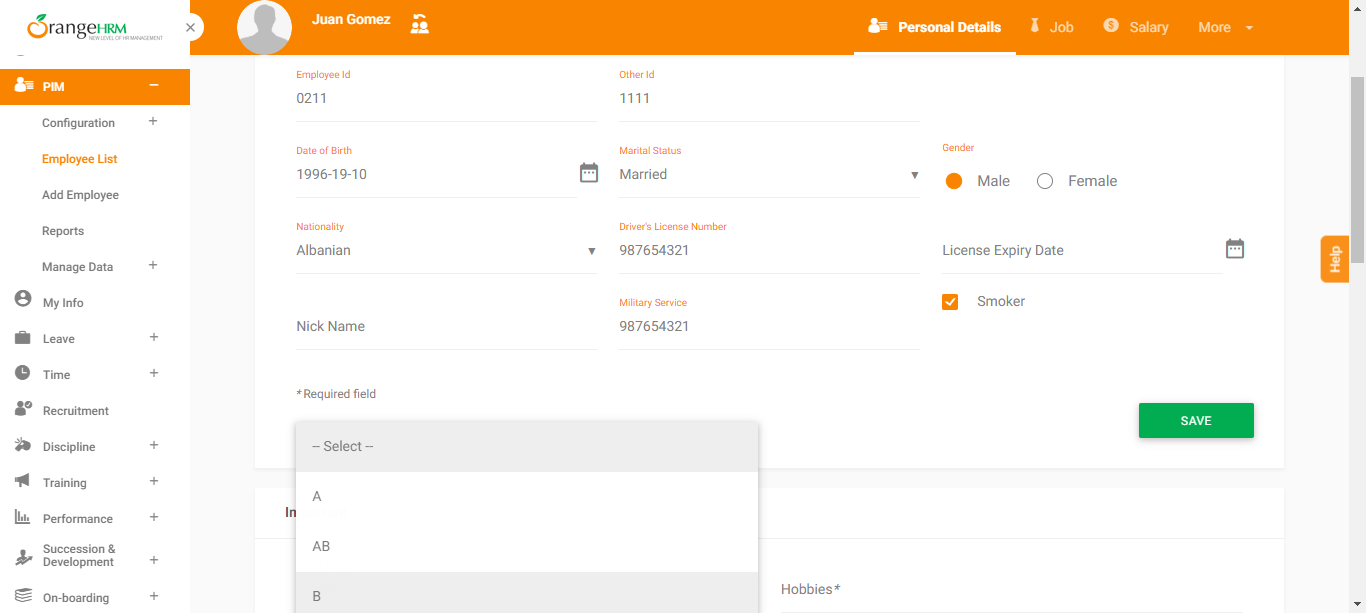 OrangeHRM
NEW LEVEL OF HR MANAGEMENT
Juan Gomez
Personal Details
Job
Salary
More
PIM
Configuration
Employee List
Add Employee
Reports
Manage Data
My Info
Leave
Time
Recruitment
Discipline
Training
Performance
Succession &
Development
On-boarding
Employee Id
0211
Other Id
1111
Date of Birth
1996-19-10
Marital Status
Married
Gender
Male
Female
Nationality
Albanian
Driver's License Number
987654321
License Expiry Date
Nick Name
Military Service
987654321
Smoker
*Required field
SAVE
-- Select --
A
AB
B
Hobbies*
Help